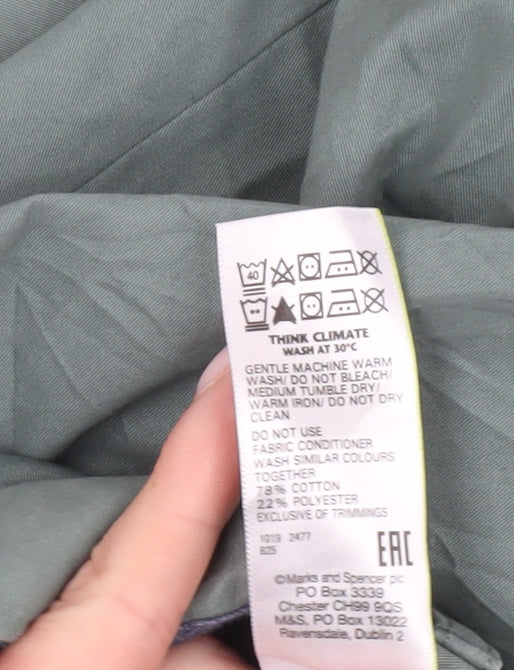 40
THINK CLIMATE
WASH AT 30°C
GENTLE MACHINE WARM
WASH/ DO NOT BLEACH/
MEDIUM TUMBLE DRY/
WARM IRON/ DO NOT DRY
CLEAN
DO NOT USE
FABRIC CONDITIONER
WASH SIMILAR COLOURS
TOGETHER
78% COTTON
22% POLYESTER
EXCLUSIVE OF TRIMMINGS
1019 2477
825
EAC
©Marks and Spencer plc
PO Box 3339
Chester CH99 9QS
M&S, PO Box 13022
Ravensdale, Dublin 2